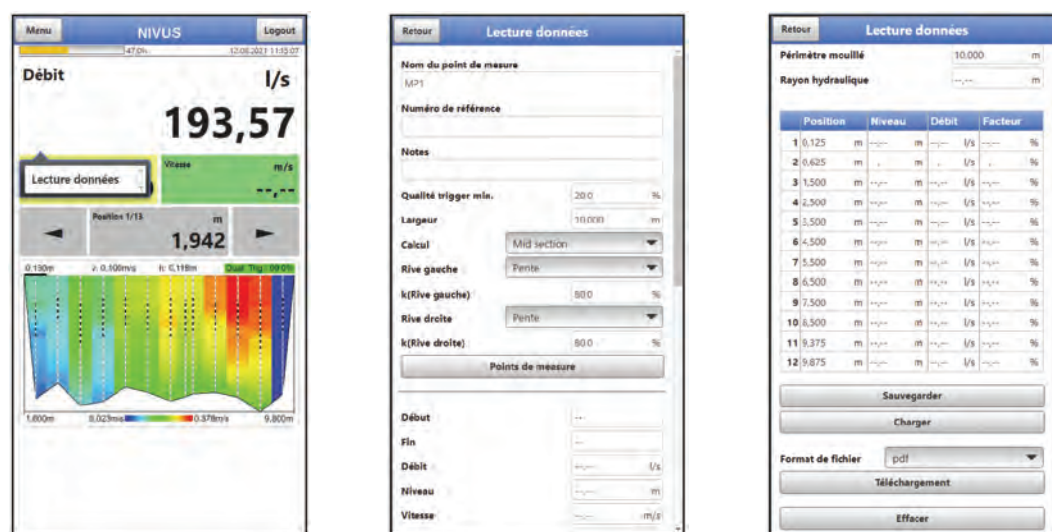 Menu NIVUS Logout
47,0% 12.08.2021 11:15:07
Débit l/s
193,57
Vitesse m/s
Lecture données --,--
Position 1/13 m
◄ 1,942 ►
0,130m v: 0,100m/s h: 0,118m Qual. Trig.: 99.0%
1,600m 0,023m/s 0,378m/s 9,800m
Retour Lecture données
Nom du point de mesure
MP1
Numéro de référence
Notes
Qualité trigger min. 20.0 %
Largeur 10.000 m
Calcul Mid section
Rive gauche Pente
k(Rive gauche) 80.0 %
Rive droite Pente
k(Rive droite) 80.0 %
Points de measure
Début --
Fin --
Débit --,-- l/s
Niveau --,-- m
Vitesse --,-- m/s
Retour Lecture données
Périmètre mouillé 10.000 m
Rayon hydraulique --,-- m
Position Niveau Débit Facteur
1 0,125 m --,-- m --,-- l/s --,-- %
2 0,625 m , m , l/s , %
3 1,500 m --,-- m --,-- l/s --,-- %
4 2,500 m --,-- m --,-- l/s --,-- %
5 3,500 m --,-- m --,-- l/s --,-- %
6 4,500 m --,-- m --,-- l/s --,-- %
7 5,500 m --,-- m --,-- l/s --,-- %
8 6,500 m --,-- m --,-- l/s --,-- %
9 7,500 m --,-- m --,-- l/s --,-- %
10 8,500 m --,-- m --,-- l/s --,-- %
11 9,375 m --,-- m --,-- l/s --,-- %
12 9,875 m --,-- m --,-- l/s --,-- %
Sauvegarder
Charger
Format de fichier pdf
Téléchargement
Effacer